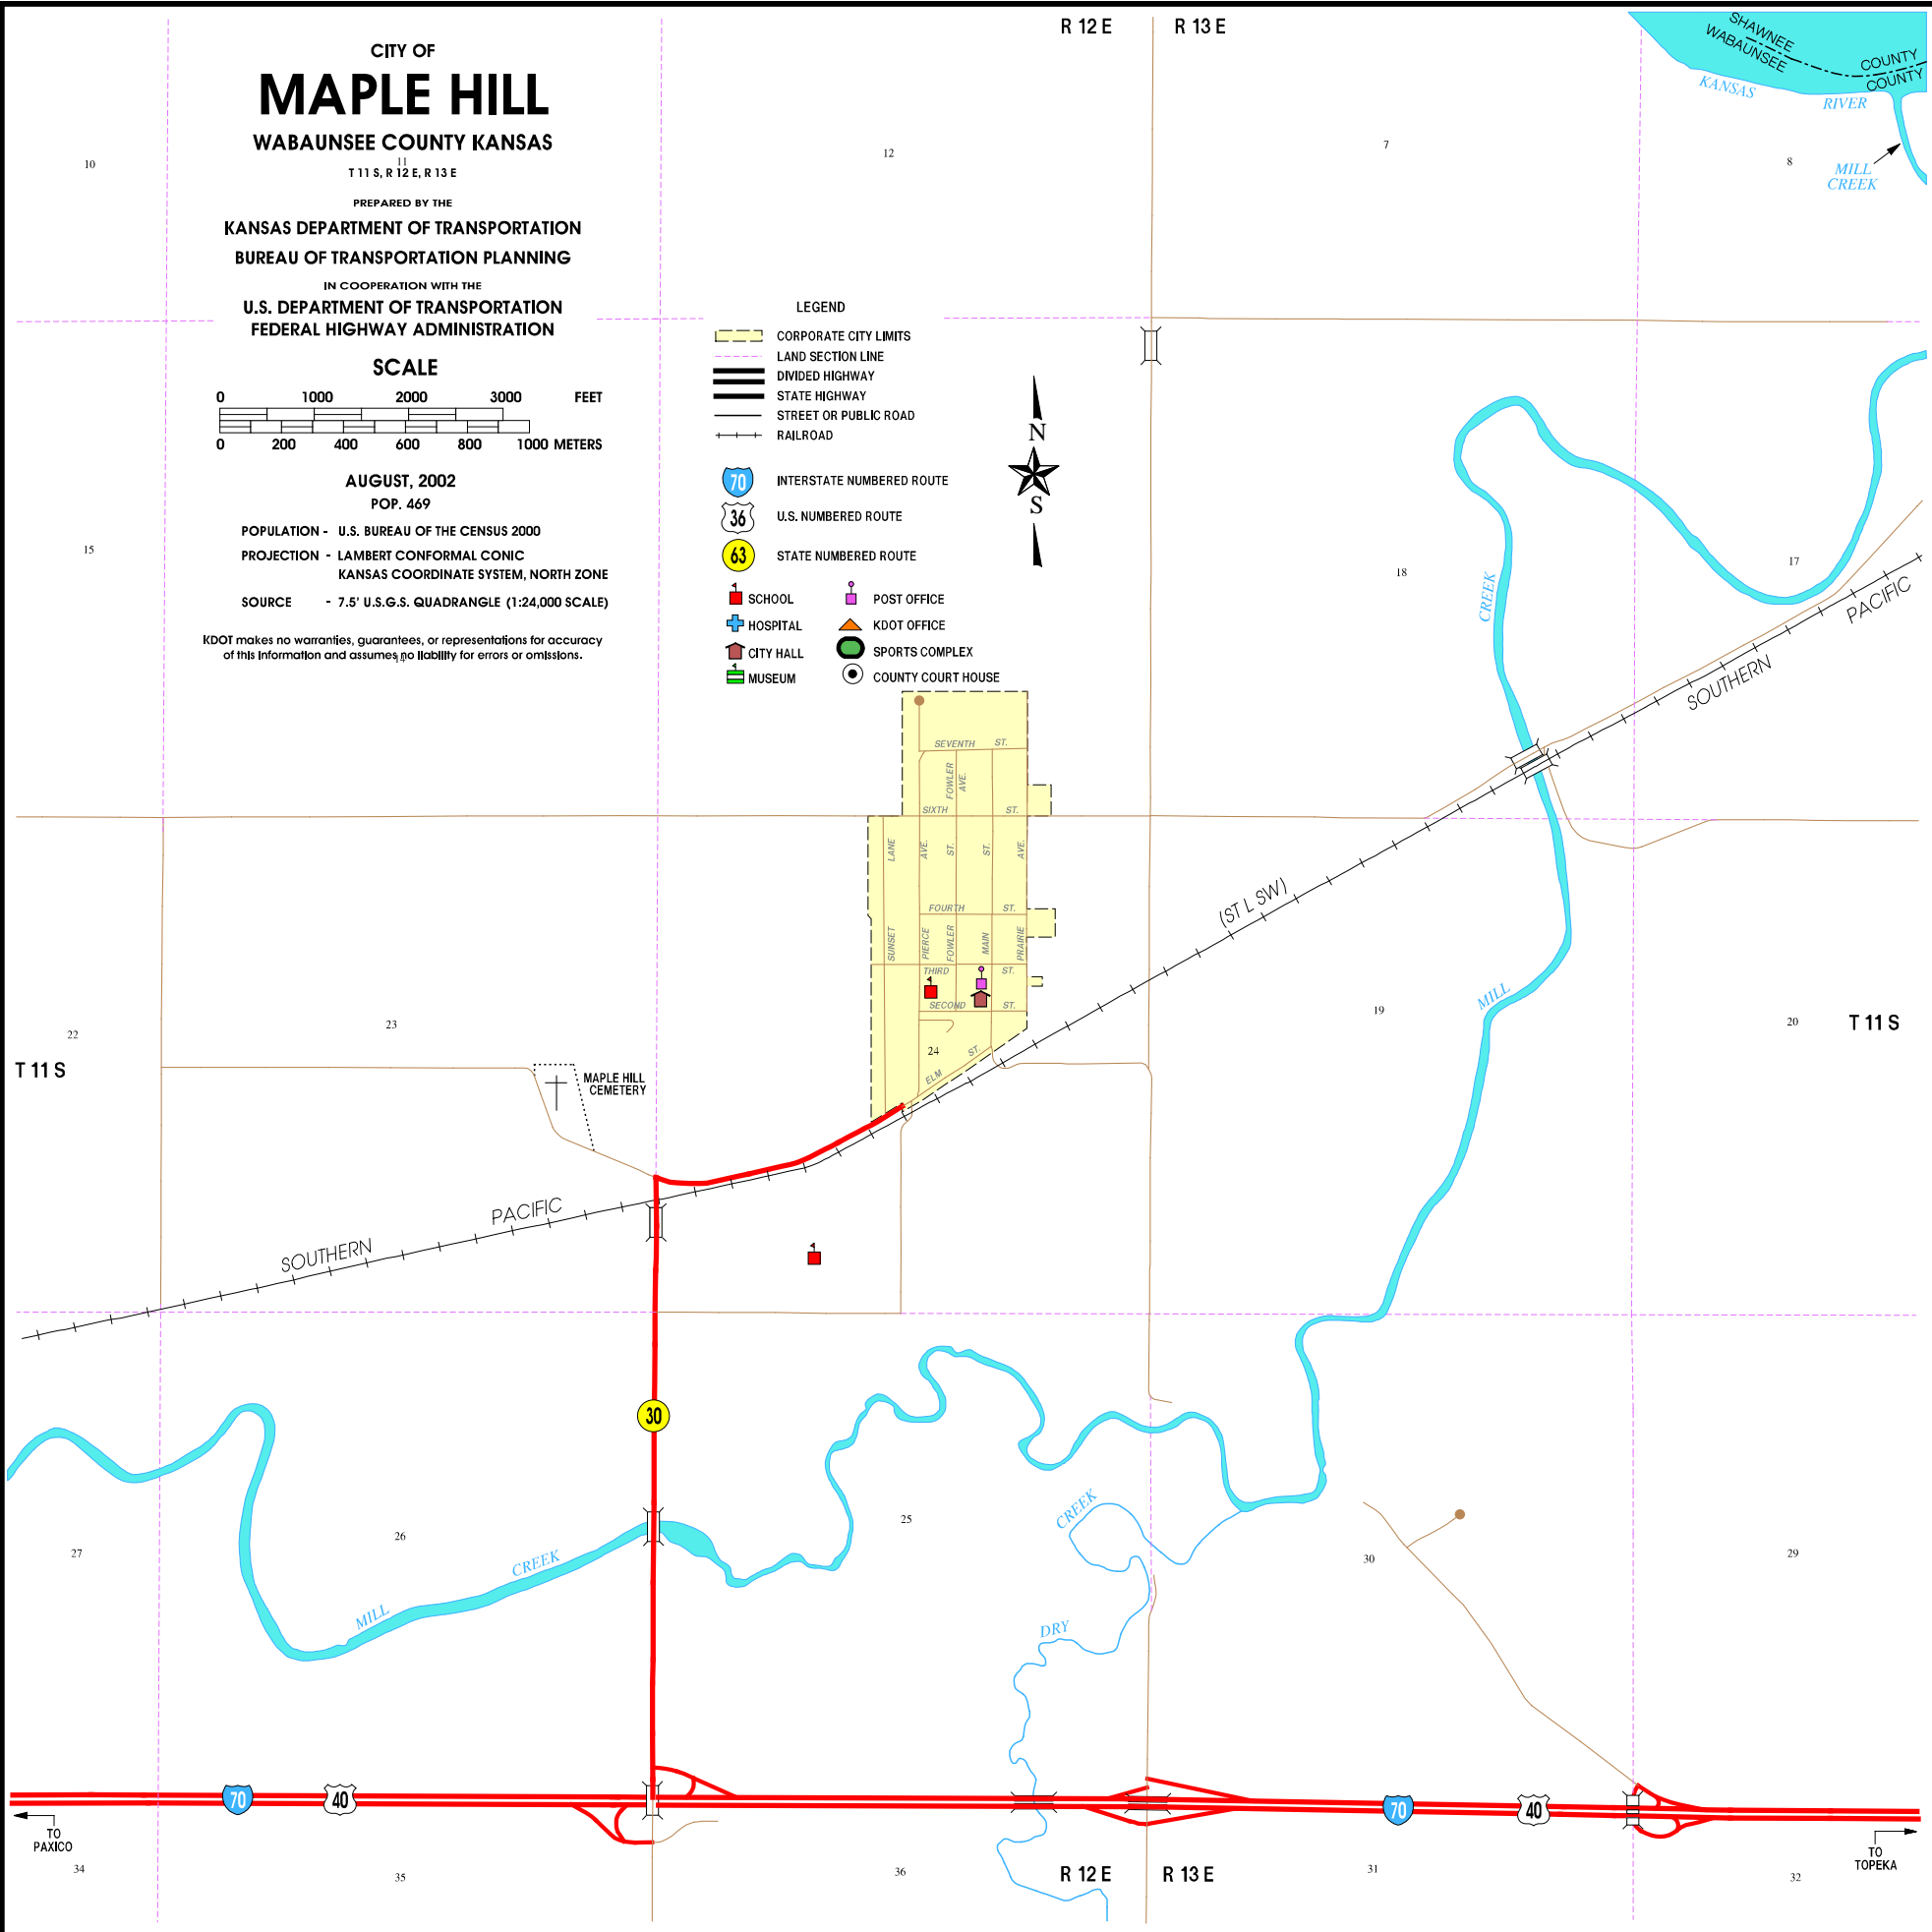 R 12 E
R 13 E
CITY OF
MAPLE HILL
WABAUNSEE COUNTY KANSAS
T 11 S, R 12 E, R 13 E
PREPARED BY THE
KANSAS DEPARTMENT OF TRANSPORTATION
BUREAU OF TRANSPORTATION PLANNING
IN COOPERATION WITH THE
U.S. DEPARTMENT OF TRANSPORTATION
FEDERAL HIGHWAY ADMINISTRATION
SCALE
0 1000 2000 3000 FEET
0 200 400 600 800 1000 METERS
AUGUST, 2002
POP. 469
POPULATION - U.S. BUREAU OF THE CENSUS 2000
PROJECTION - LAMBERT CONFORMAL CONIC
KANSAS COORDINATE SYSTEM, NORTH ZONE
SOURCE - 7.5' U.S.G.S. QUADRANGLE (1:24,000 SCALE)
KDOT makes no warranties, guarantees, or representations for accuracy
of this information and assumes no liability for errors or omissions.
LEGEND
CORPORATE CITY LIMITS
LAND SECTION LINE
DIVIDED HIGHWAY
STATE HIGHWAY
STREET OR PUBLIC ROAD
RAILROAD
70 INTERSTATE NUMBERED ROUTE
36 U.S. NUMBERED ROUTE
63 STATE NUMBERED ROUTE
SCHOOL
HOSPITAL
CITY HALL
MUSEUM
POST OFFICE
KDOT OFFICE
SPORTS COMPLEX
COUNTY COURT HOUSE
N
S
SHAWNEE COUNTY
WABAUNSEE COUNTY
KANSAS RIVER
MILL
CREEK
10
11
12
7
8
15
14
18
17
CREEK
PACIFIC
SOUTHERN
(ST L SW)
SEVENTH ST.
FOWLER
AVE.
SIXTH ST.
LANE
AVE.
ST.
ST.
AVE.
FOURTH ST.
SUNSET
PIERCE
FOWLER
MAIN
PRAIRIE
THIRD ST.
SECOND ST.
24
ELM ST.
MILL
22
23
19
20
T 11 S
T 11 S
MAPLE HILL
CEMETERY
SOUTHERN PACIFIC
30
27
26
25
30
29
MILL CREEK
CREEK
DRY
70
40
70
40
TO
PAXICO
TO
TOPEKA
34
35
36
R 12 E
R 13 E
31
32